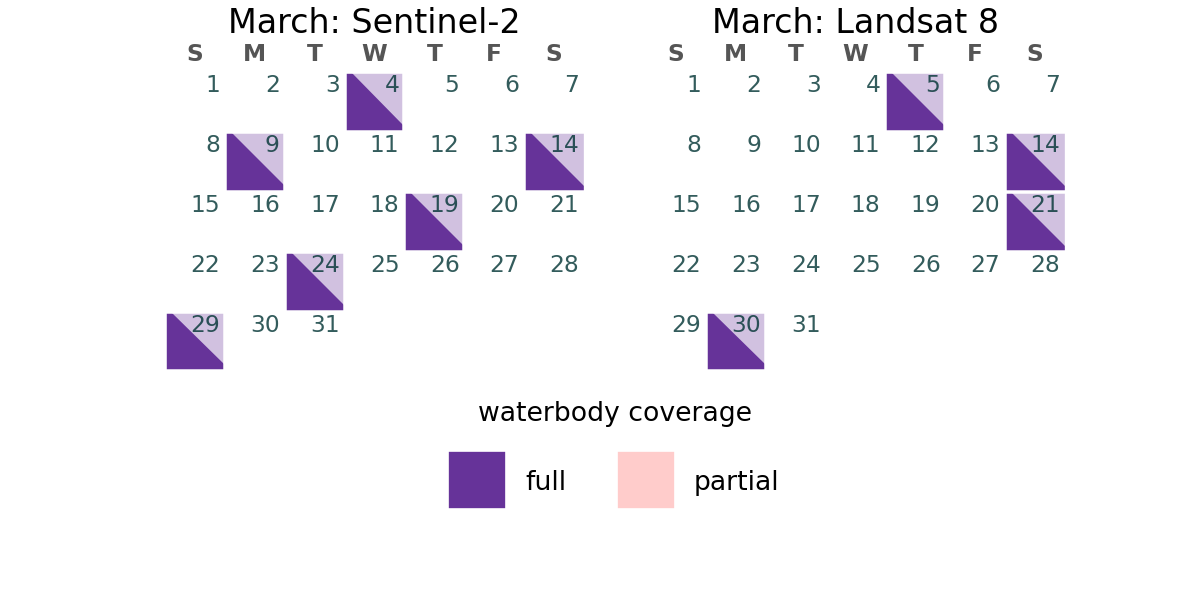 March: Sentinel-2
S M T W T F S
1 2 3 4 5 6 7
8 9 10 11 12 13 14
15 16 17 18 19 20 21
22 23 24 25 26 27 28
29 30 31
March: Landsat 8
S M T W T F S
1 2 3 4 5 6 7
8 9 10 11 12 13 14
15 16 17 18 19 20 21
22 23 24 25 26 27 28
29 30 31
waterbody coverage
full partial